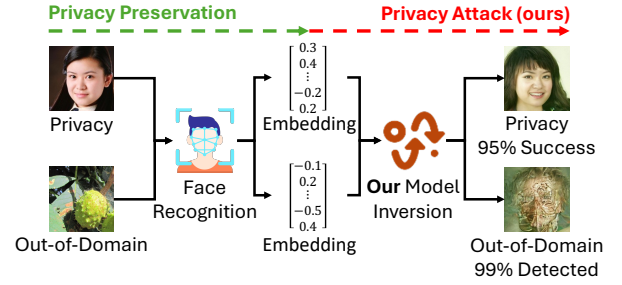 Privacy Preservation
Privacy Attack (ours)
0.3
0.4
⋮
−0.2
0.2
Embedding
Privacy
Face
Recognition
Our Model
Inversion
Privacy
95% Success
−0.1
0.2
⋮
−0.5
0.4
Embedding
Out-of-Domain
Out-of-Domain
99% Detected